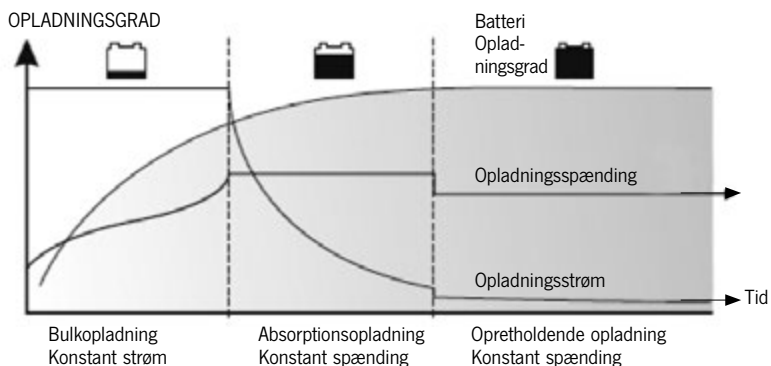 OPLADNINGSGRAD
Batteri
Oplad-
ningsgrad
Opladningsspænding
Opladningsstrøm
Tid
Bulkopladning
Konstant strøm
Absorptionsopladning
Konstant spænding
Opretholdende opladning
Konstant spænding